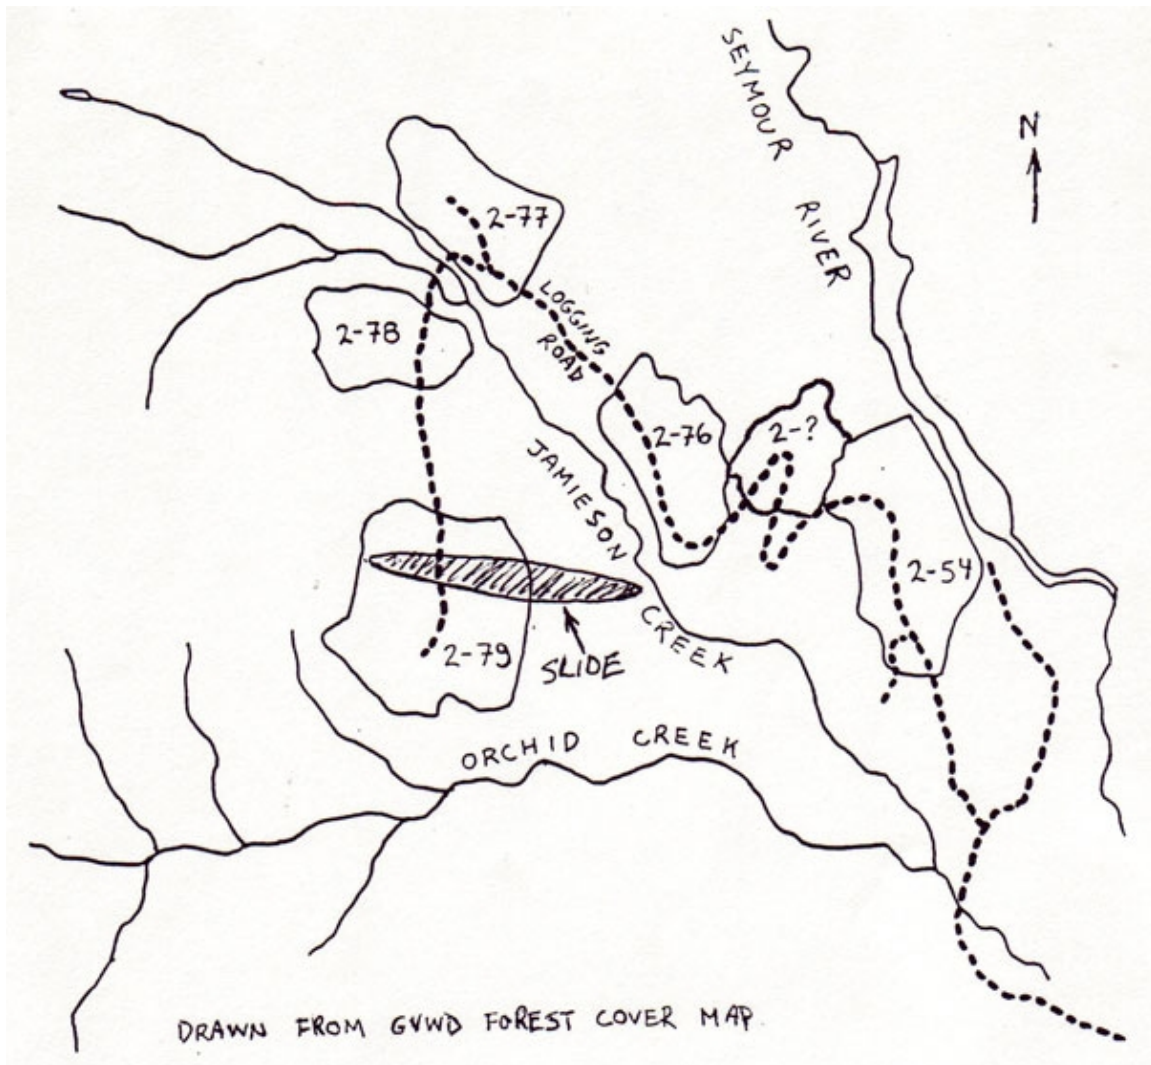 SEYMOUR
RIVER
N
2-77
LOGGING
ROAD
2-78
2-76
2-?
JAMIESON
CREEK
2-54
2-79
SLIDE
ORCHID CREEK
DRAWN FROM GVWD FOREST COVER MAP